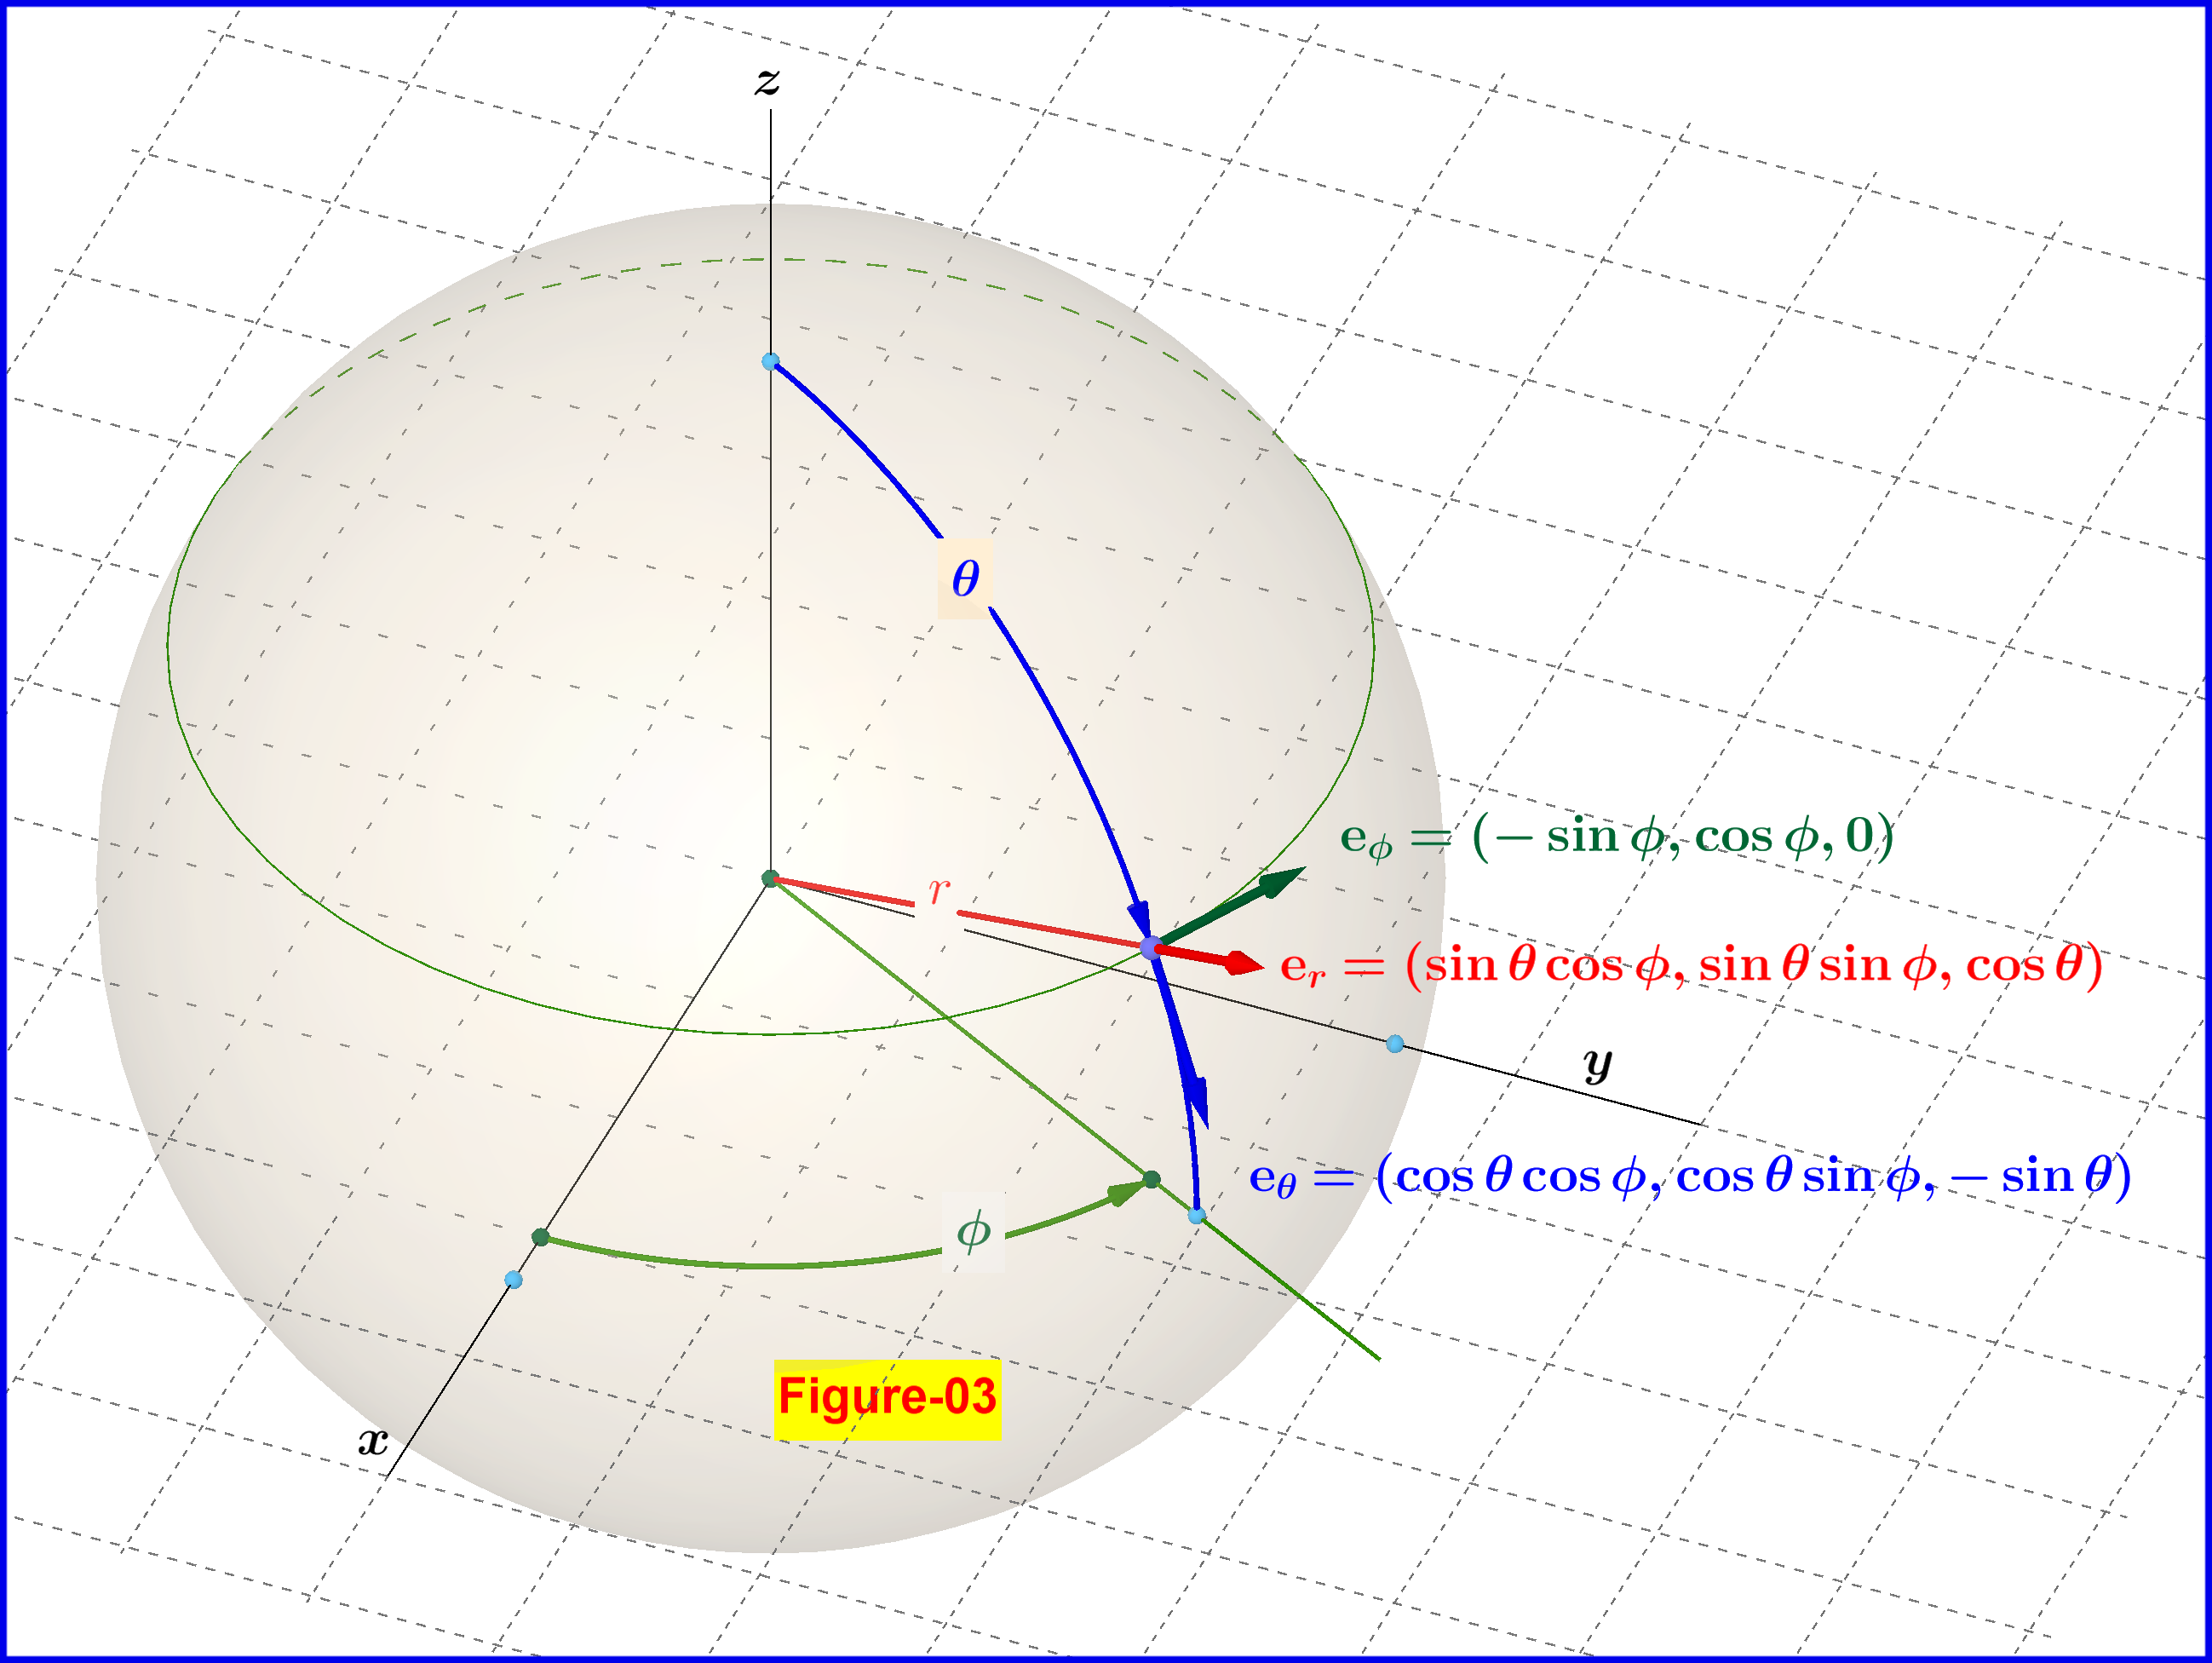 z
θ
e_ϕ = (− sin ϕ, cos ϕ, 0)
r
e_r = (sin θ cos ϕ, sin θ sin ϕ, cos θ)
y
e_θ = (cos θ cos ϕ, cos θ sin ϕ, − sin θ)
ϕ
Figure-03
x